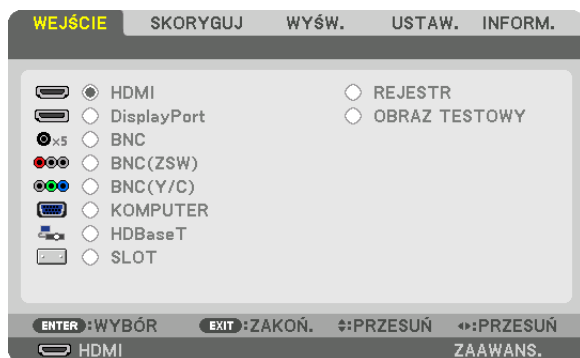 WEJŚCIE SKORYGUJ WYŚW. USTAW. INFORM.
HDMI REJESTR
DisplayPort OBRAZ TESTOWY
×5 BNC
BNC(ZSW)
BNC(Y/C)
KOMPUTER
HDBaseT
SLOT
ENTER:WYBÓR EXIT:ZAKOŃ. :PRZESUŃ :PRZESUŃ
HDMI ZAAWANS.